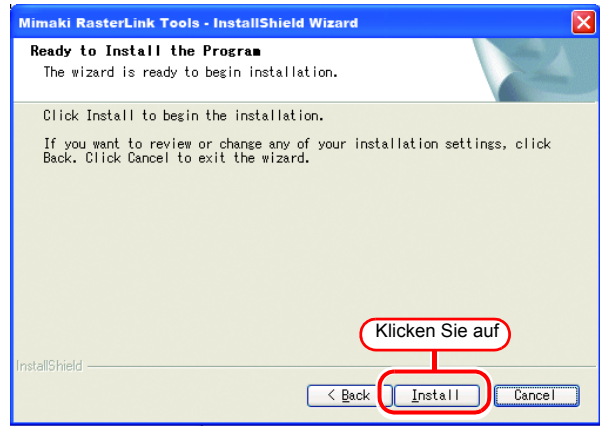 Mimaki RasterLink Tools - InstallShield Wizard
Ready to Install the Program
The wizard is ready to begin installation.
Click Install to begin the installation.
If you want to review or change any of your installation settings, click
Back. Click Cancel to exit the wizard.
Klicken Sie auf
InstallShield
< Back Install Cancel